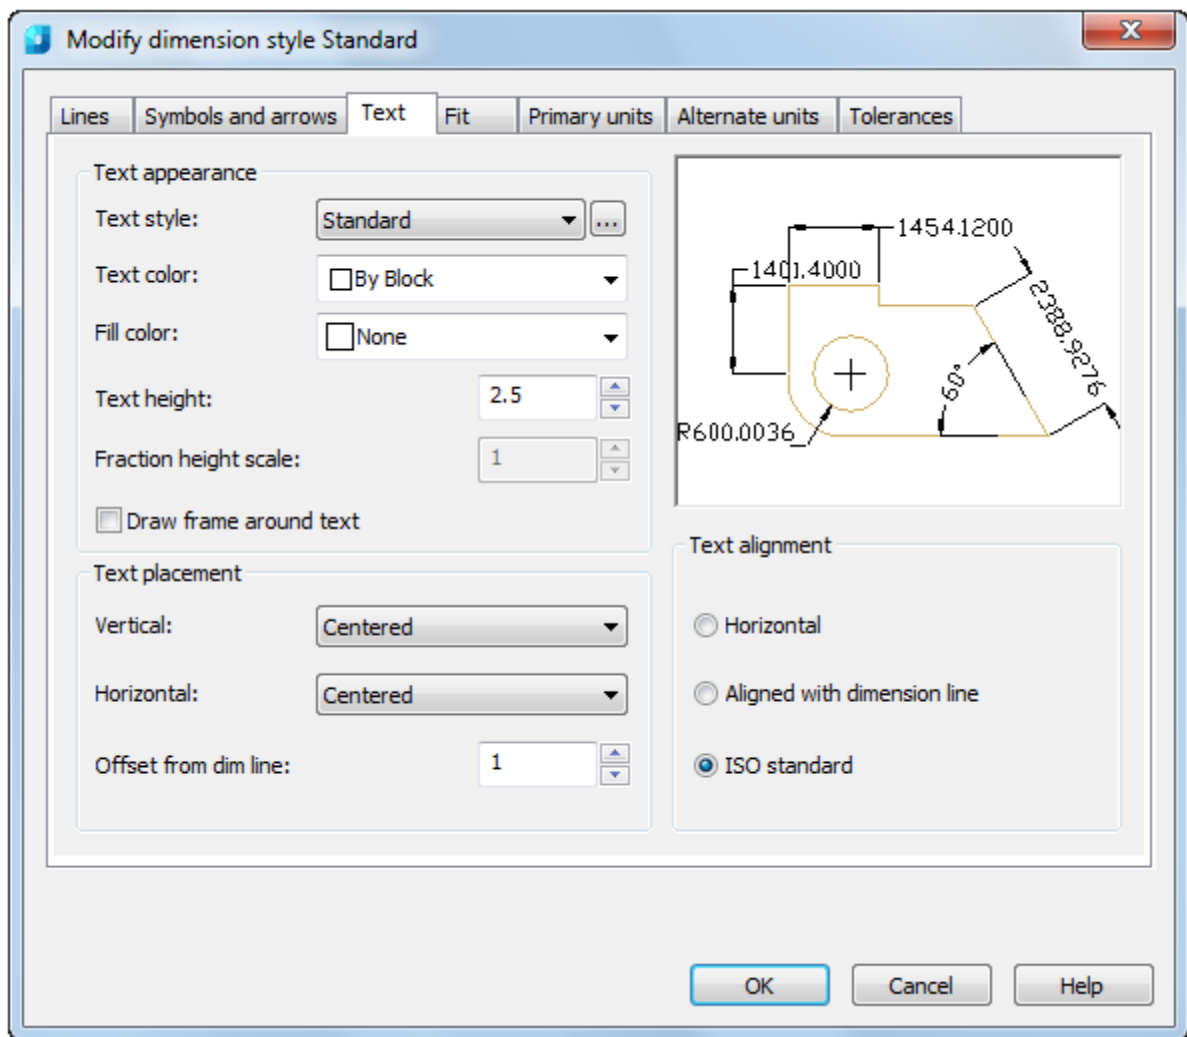 Modify dimension style Standard
X
Lines Symbols and arrows Text Fit Primary units Alternate units Tolerances
Text appearance
Text style: Standard ...
Text color: By Block
Fill color: None
Text height: 2.5
Fraction height scale: 1
Draw frame around text
1454.1200
1401.4000
2388.9276
60°
R600.0036
Text placement
Vertical: Centered
Horizontal: Centered
Offset from dim line: 1
Text alignment
Horizontal
Aligned with dimension line
ISO standard
OK Cancel Help